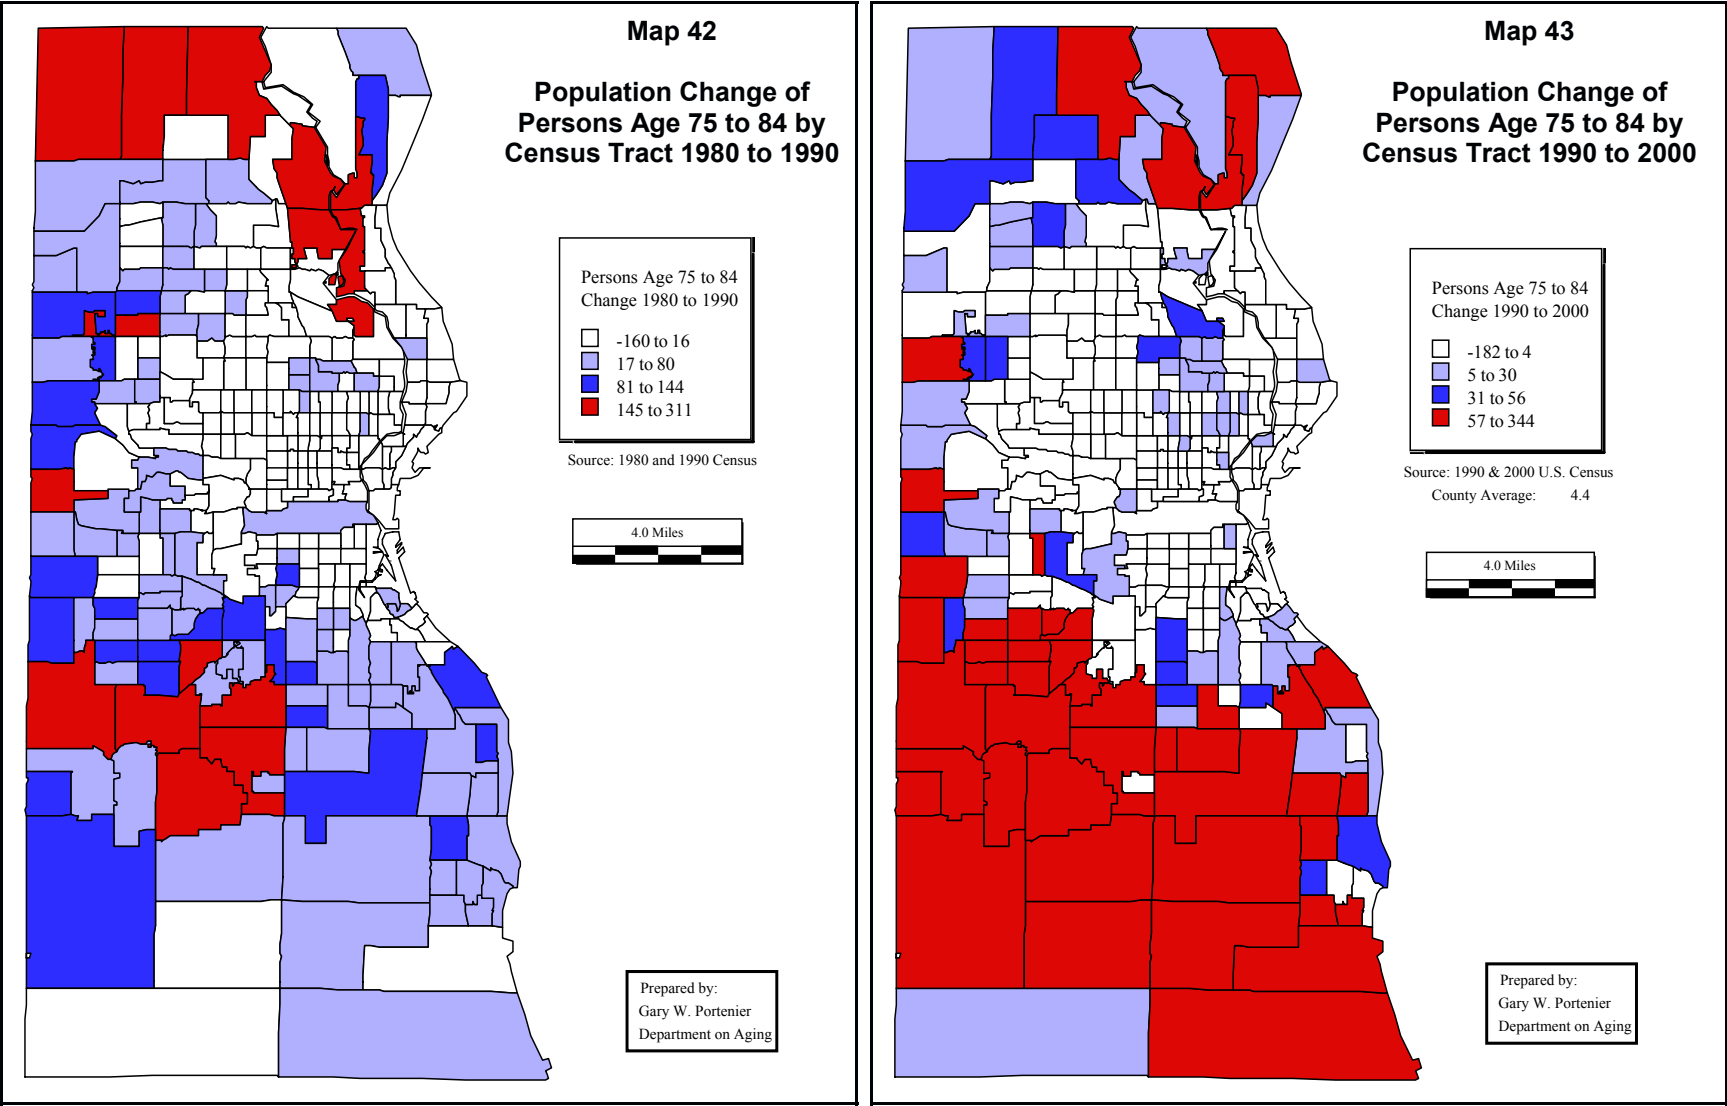 Map 42
Population Change of
Persons Age 75 to 84 by
Census Tract 1980 to 1990
Persons Age 75 to 84
Change 1980 to 1990
-160 to 16
17 to 80
81 to 144
145 to 311
Source: 1980 and 1990 Census
4.0 Miles
Prepared by:
Gary W. Portenier
Department on Aging
Map 43
Population Change of
Persons Age 75 to 84 by
Census Tract 1990 to 2000
Persons Age 75 to 84
Change 1990 to 2000
-182 to 4
5 to 30
31 to 56
57 to 344
Source: 1990 & 2000 U.S. Census
County Average: 4.4
4.0 Miles
Prepared by:
Gary W. Portenier
Department on Aging